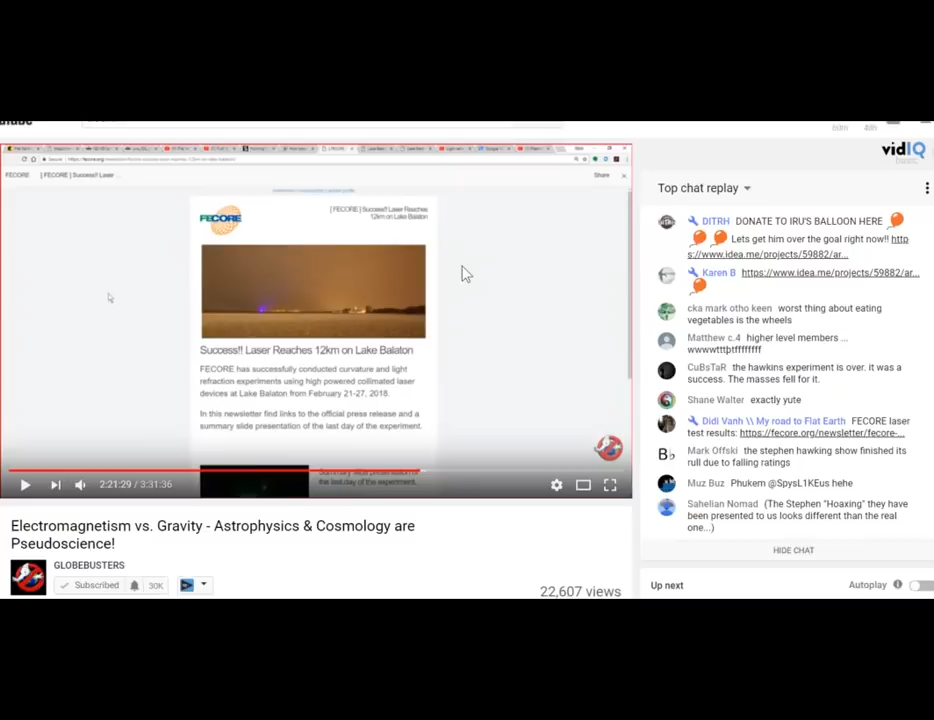 vidIQ
FECORE
[ FECORE ] Success!! Laser ...
Share
FECORE
[ FECORE ] Success!! Laser Reaches
12km on Lake Balaton
Success!! Laser Reaches 12km on Lake Balaton
FECORE has successfully conducted curvature and light
refraction experiments using high powered collimated laser
devices at Lake Balaton from February 21-27, 2018.
In this newsletter find links to the official press release and a
summary slide presentation of the last day of the experiment.
the last day of the experiment.
2:21:29 / 3:31:36
Electromagnetism vs. Gravity - Astrophysics & Cosmology are
Pseudoscience!
GLOBEBUSTERS
Subscribed 30K
22,607 views
Top chat replay
DITRH DONATE TO IRU'S BALLOON HERE
Lets get him over the goal right now!! http
s://www.idea.me/projects/59882/ar...
Karen B https://www.idea.me/projects/59882/ar...
cka mark otho keen worst thing about eating
vegetables is the wheels
Matthew c.4 higher level members ...
wwwwtttþtffffffff
CuBsTaR the hawkins experiment is over. it was a
success. The masses fell for it.
Shane Walter exactly yute
Didi Vanh \\ My road to Flat Earth FECORE laser
test results: https://fecore.org/newsletter/fecore-...
Mark Offski the stephen hawking show finished its
rull due to falling ratings
Muz Buz Phukem @SpysL1KEus hehe
Sahelian Nomad (The Stephen "Hoaxing" they have
been presented to us looks different than the real
one...)
HIDE CHAT
Up next
Autoplay